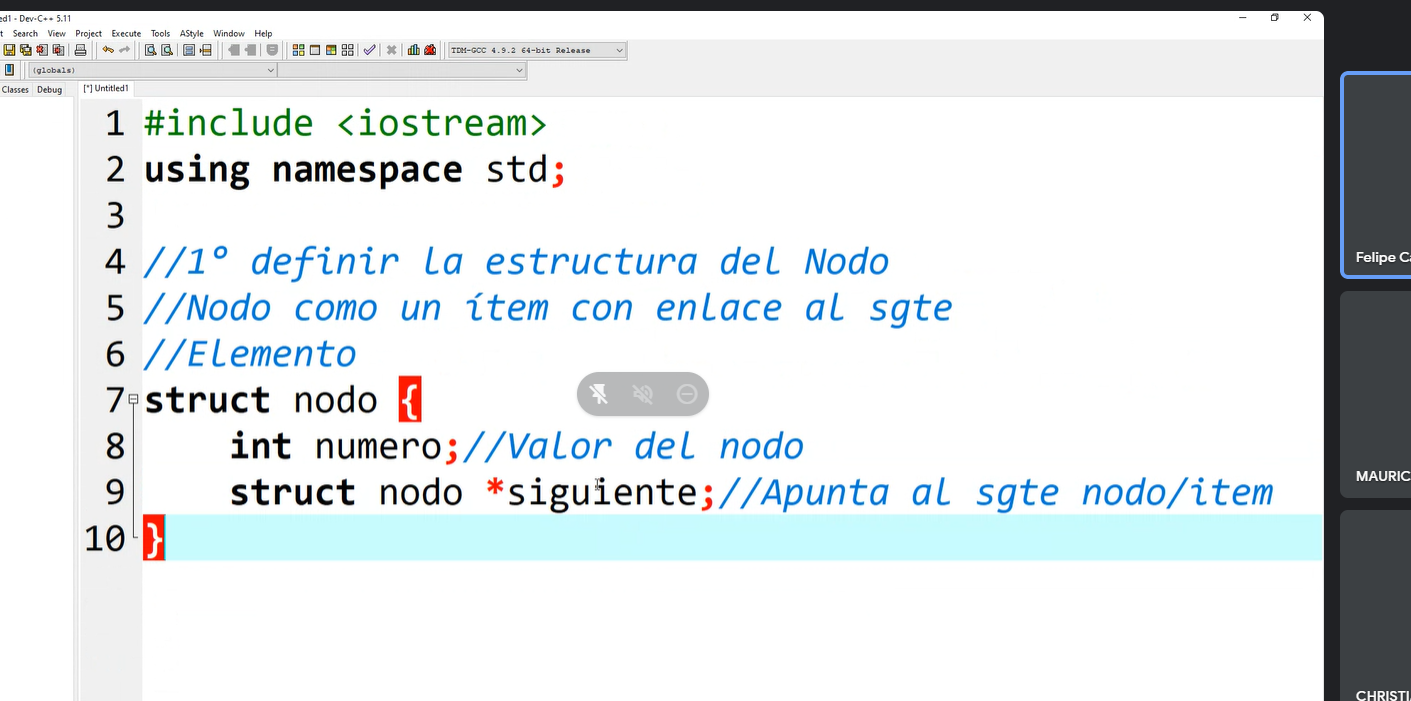 ed1 - Dev-C++ 5.11
t Search View Project Execute Tools AStyle Window Help
TDM-GCC 4.9.2 64-bit Release
(globals)
Classes Debug [*] Untitled1
1 #include <iostream>
2 using namespace std;
3
4 //1° definir la estructura del Nodo
5 //Nodo como un ítem con enlace al sgte
6 //Elemento
7 struct nodo {
8 int numero;//Valor del nodo
9 struct nodo *siguiente;//Apunta al sgte nodo/item
10 }
Felipe Ca
MAURIC
CHRISTI